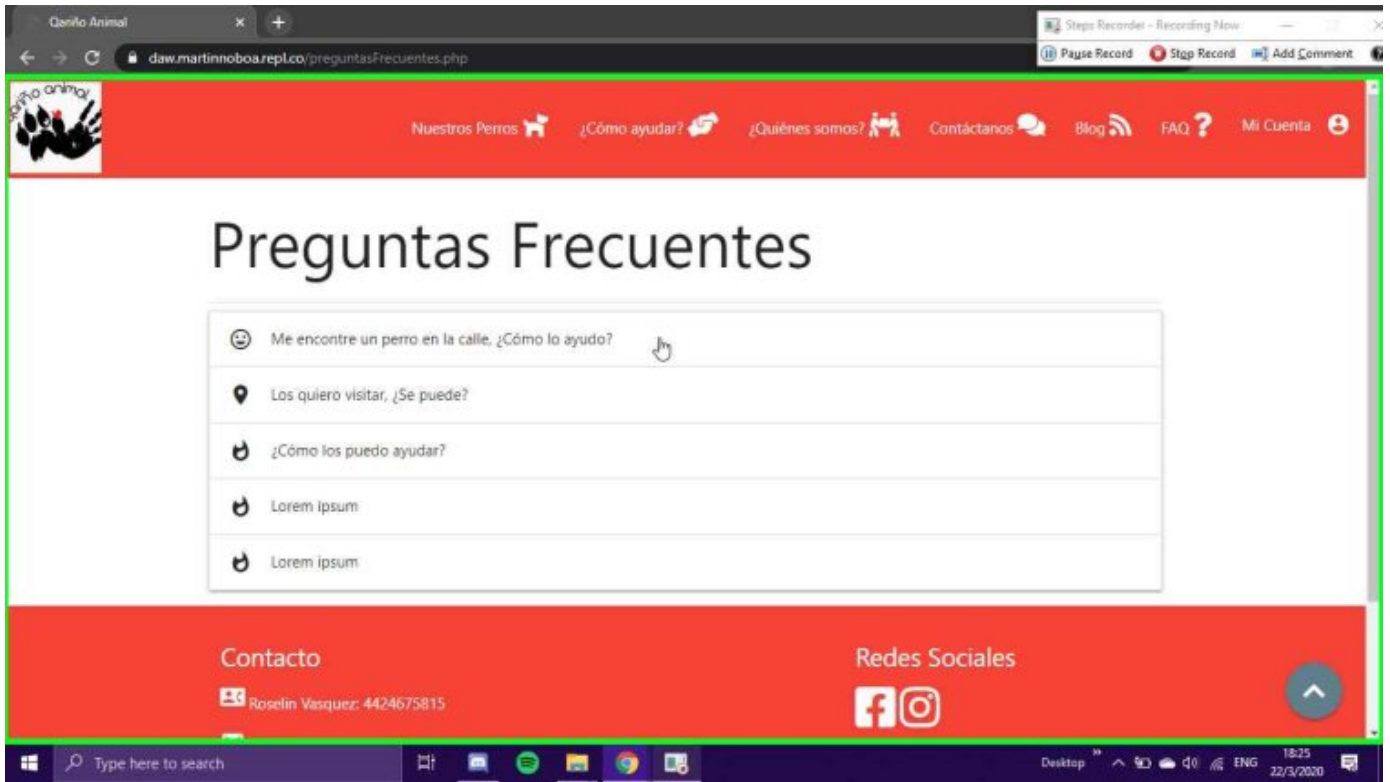 Qariño Animal
Steps Recorder - Recording Now
daw.martinnoboa.repl.co/preguntasFrecuentes.php
Pause Record Stop Record Add Comment
qariño animal
Nuestros Perros ¿Cómo ayudar? ¿Quiénes somos? Contáctanos Blog FAQ ? Mi Cuenta
Preguntas Frecuentes
Me encontre un perro en la calle, ¿Cómo lo ayudo?
Los quiero visitar, ¿Se puede?
¿Cómo los puedo ayudar?
Lorem ipsum
Lorem ipsum
Contacto
Redes Sociales
Roselin Vasquez: 4424675815
Type here to search
Desktop
ENG
18:25
22/3/2020